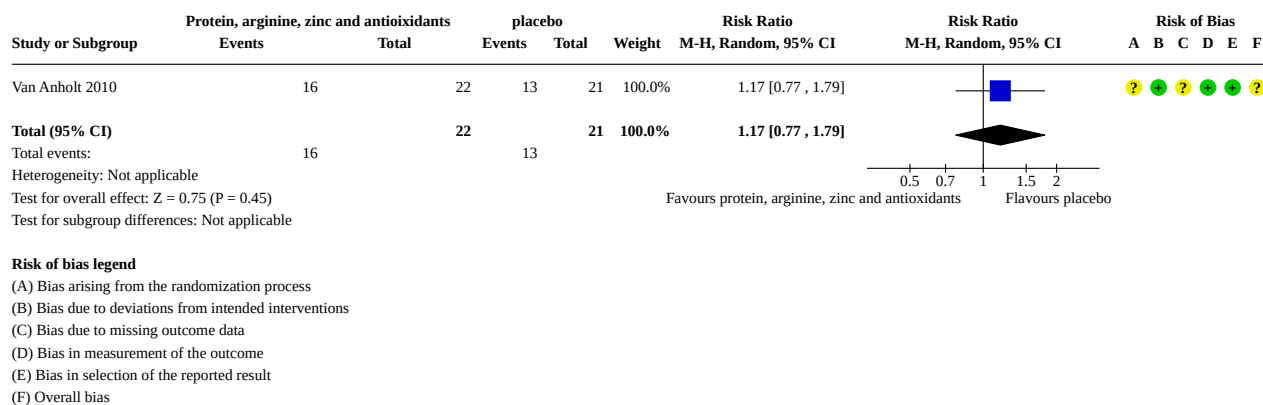 Protein, arginine, zinc and antioixidants placebo Risk Ratio Risk Ratio Risk of Bias
Study or Subgroup Events Total Events Total Weight M-H, Random, 95% CI M-H, Random, 95% CI A B C D E F
Van Anholt 2010 16 22 13 21 100.0% 1.17 [0.77 , 1.79] ? + ? + + ?
Total (95% CI) 22 21 100.0% 1.17 [0.77 , 1.79]
Total events: 16 13
Heterogeneity: Not applicable 0.5 0.7 1 1.5 2
Test for overall effect: Z = 0.75 (P = 0.45) Favours protein, arginine, zinc and antioxidants Flavours placebo
Test for subgroup differences: Not applicable
Risk of bias legend
(A) Bias arising from the randomization process
(B) Bias due to deviations from intended interventions
(C) Bias due to missing outcome data
(D) Bias in measurement of the outcome
(E) Bias in selection of the reported result
(F) Overall bias